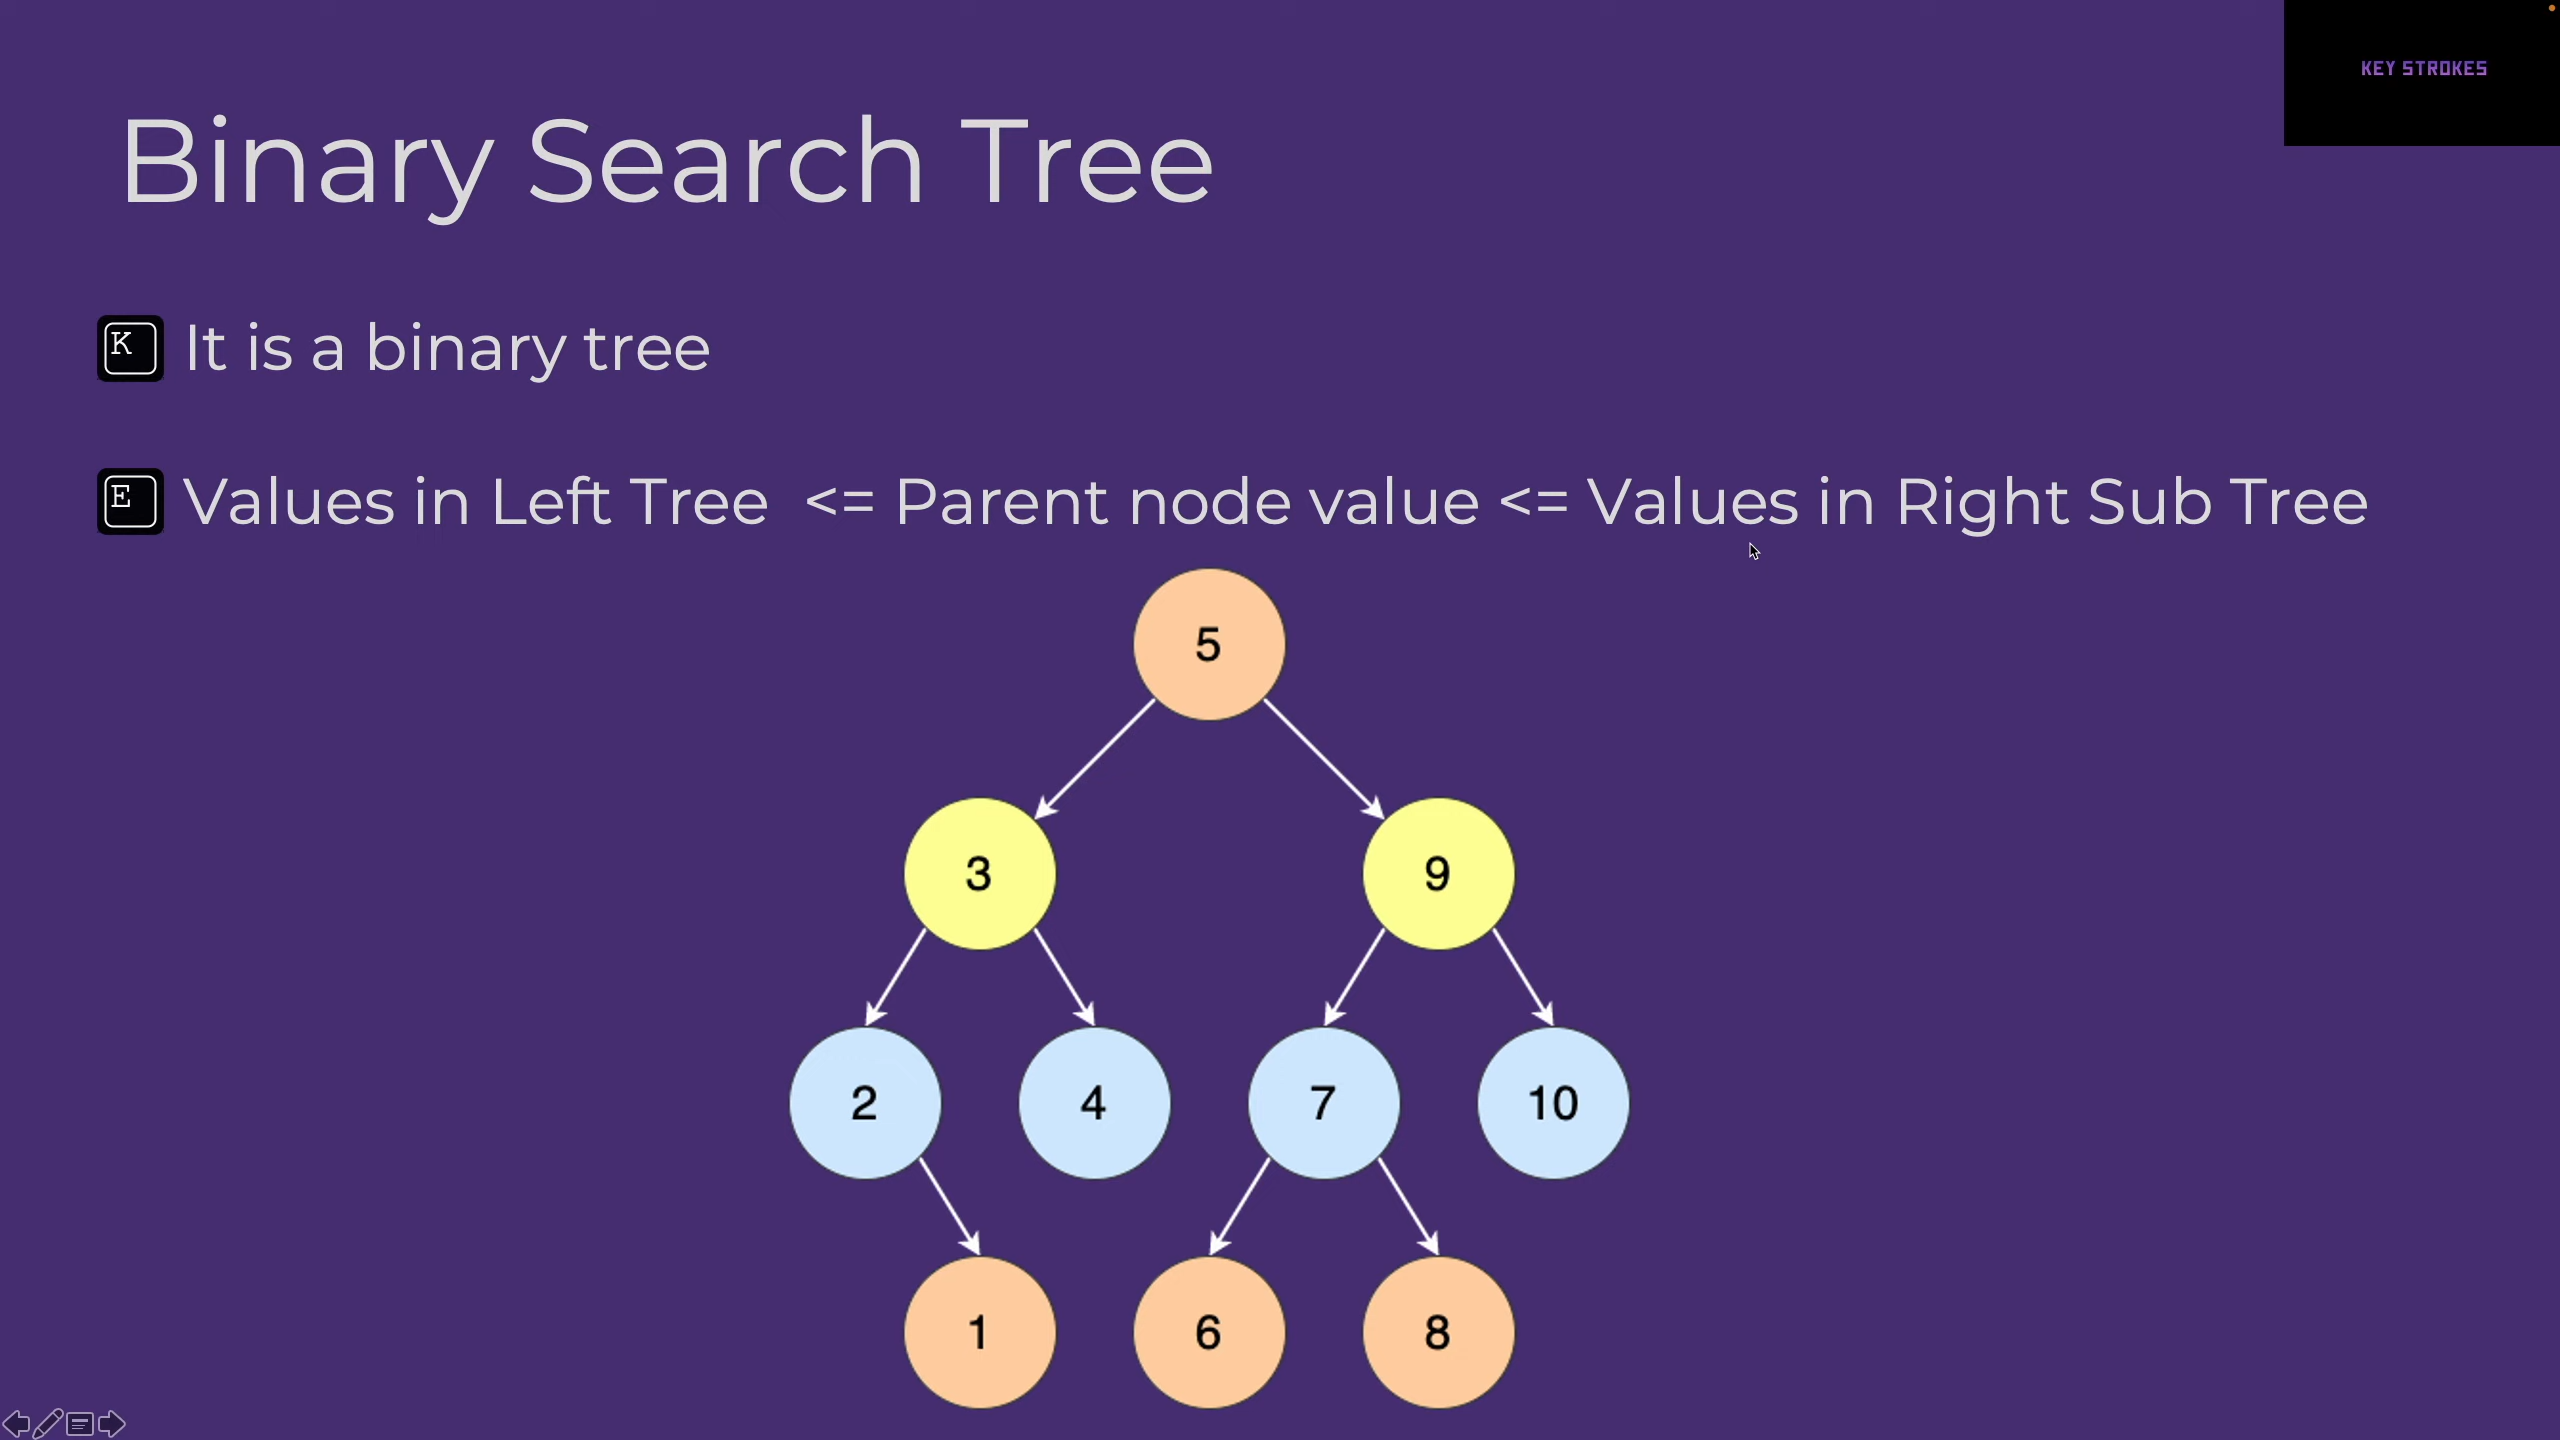 KEY STROKES
Binary Search Tree
K It is a binary tree
E Values in Left Tree <= Parent node value <= Values in Right Sub Tree
5
3 9
2 4 7 10
1 6 8